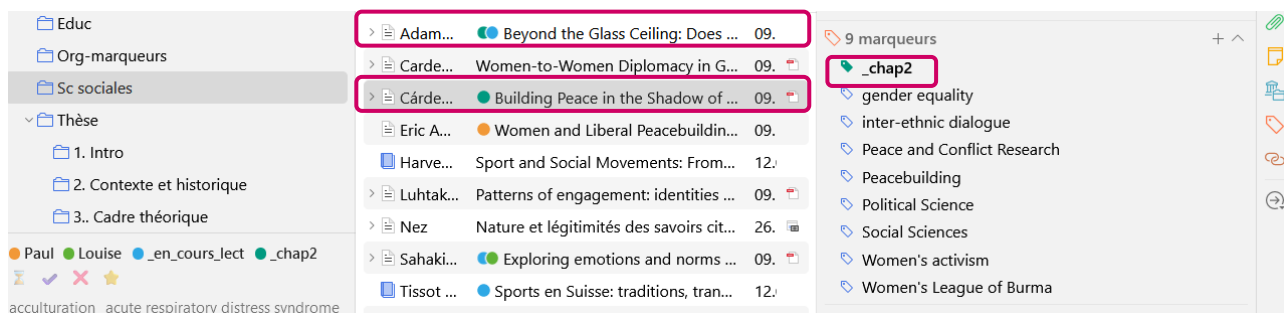 Educ
Org-marqueurs
Sc sociales
Thèse
1. Intro
2. Contexte et historique
3.. Cadre théorique
Paul Louise _en_cours_lect _chap2
acculturation acute respiratory distress syndrome
Adam... Beyond the Glass Ceiling: Does ... 09.
Carde... Women-to-Women Diplomacy in G... 09.
Cárde... Building Peace in the Shadow of ... 09.
Eric A... Women and Liberal Peacebuildin... 09.
Harve... Sport and Social Movements: From... 12.
Luhtak... Patterns of engagement: identities ... 09.
Nez Nature et légitimités des savoirs cit... 26.
Sahaki... Exploring emotions and norms ... 09.
Tissot ... Sports en Suisse: traditions, tran... 12.
9 marqueurs
_chap2
gender equality
inter-ethnic dialogue
Peace and Conflict Research
Peacebuilding
Political Science
Social Sciences
Women's activism
Women's League of Burma